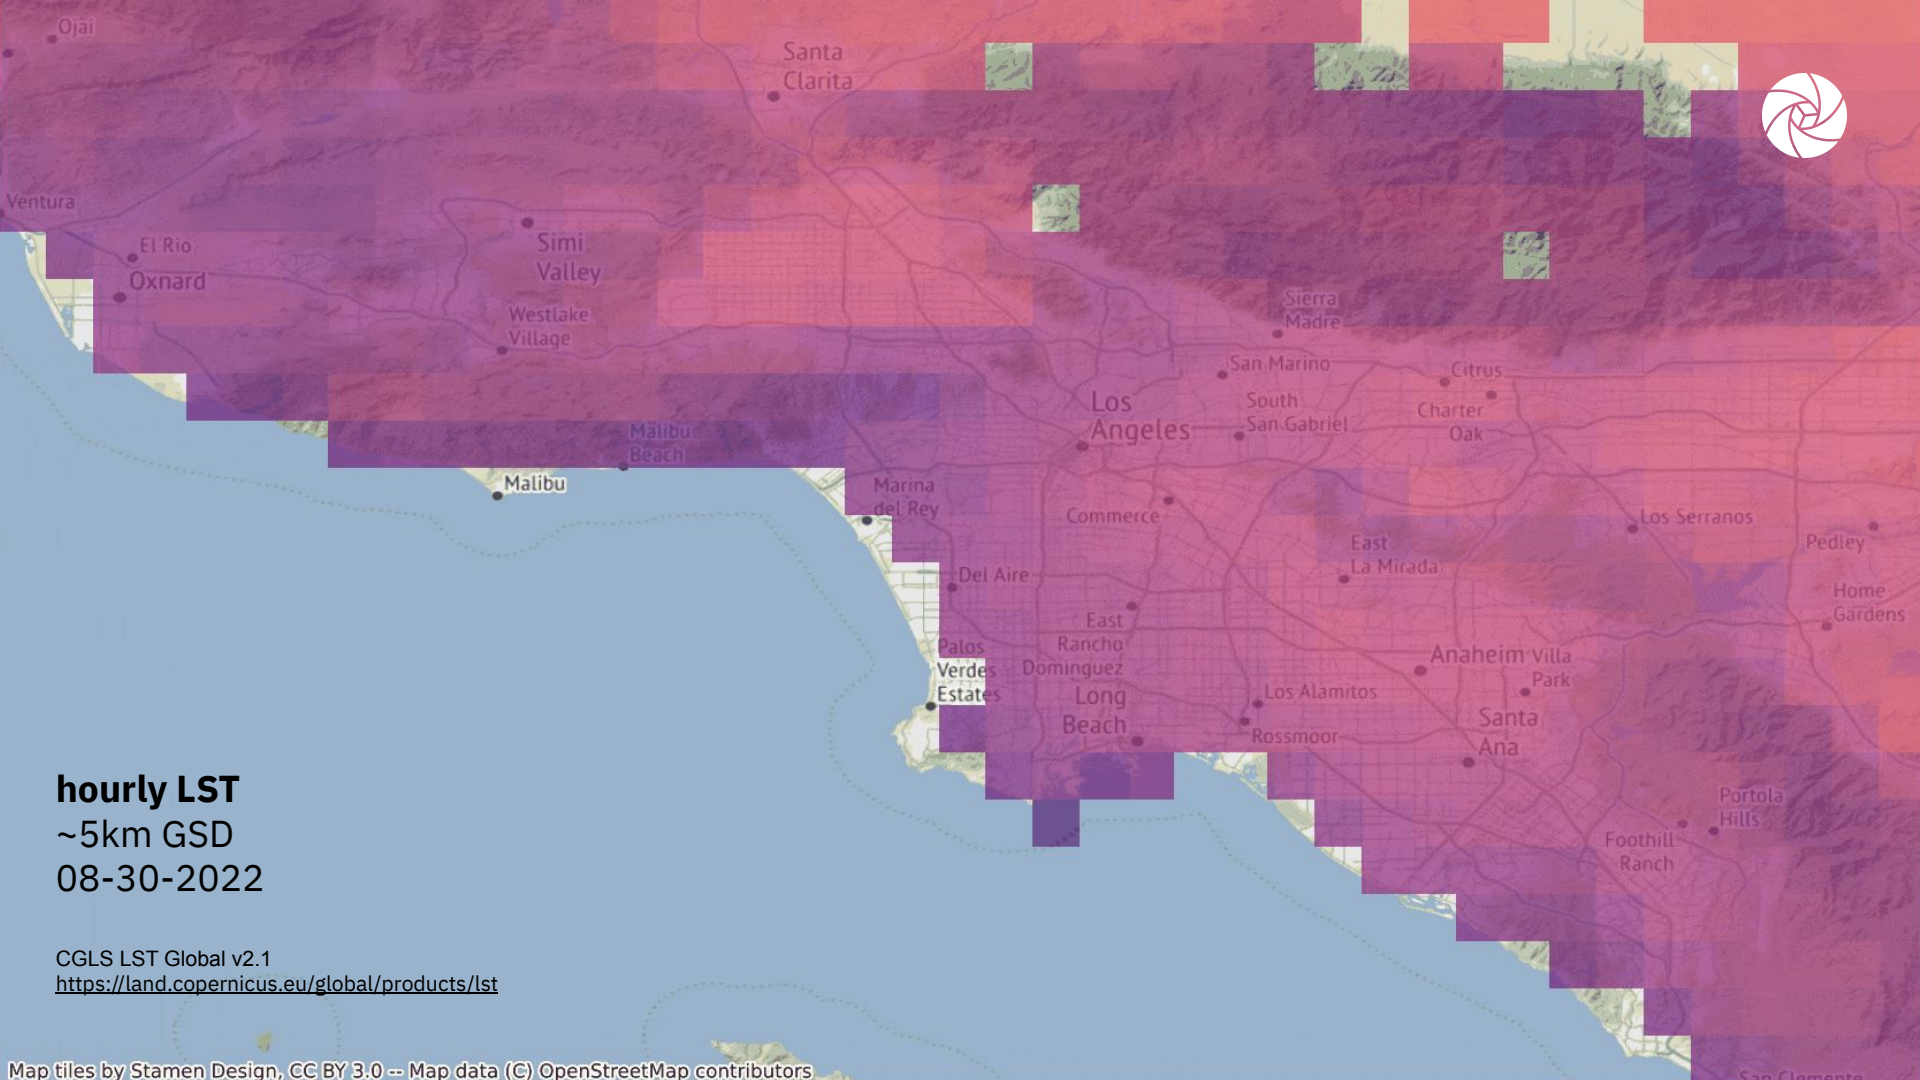 Ojai
Santa
Clarita
Ventura
El Rio
Oxnard
Simi
Valley
Westlake
Village
Sierra
Madre
San Marino
Citrus
South
San Gabriel
Charter
Oak
Los
Angeles
Malibu
Beach
Malibu
Marina
del Rey
Commerce
Los Serranos
East
La Mirada
Pedley
Del Aire
Home
Gardens
East
Rancho
Dominguez
Palos
Verdes
Estates
Anaheim
Villa
Park
Long
Beach
Los Alamitos
Rossmoor
Santa
Ana
Portola
Hills
Foothill
Ranch
hourly LST
~5km GSD
08-30-2022
CGLS LST Global v2.1
https://land.copernicus.eu/global/products/lst
San Clemente
Map tiles by Stamen Design, CC BY 3.0 -- Map data (C) OpenStreetMap contributors